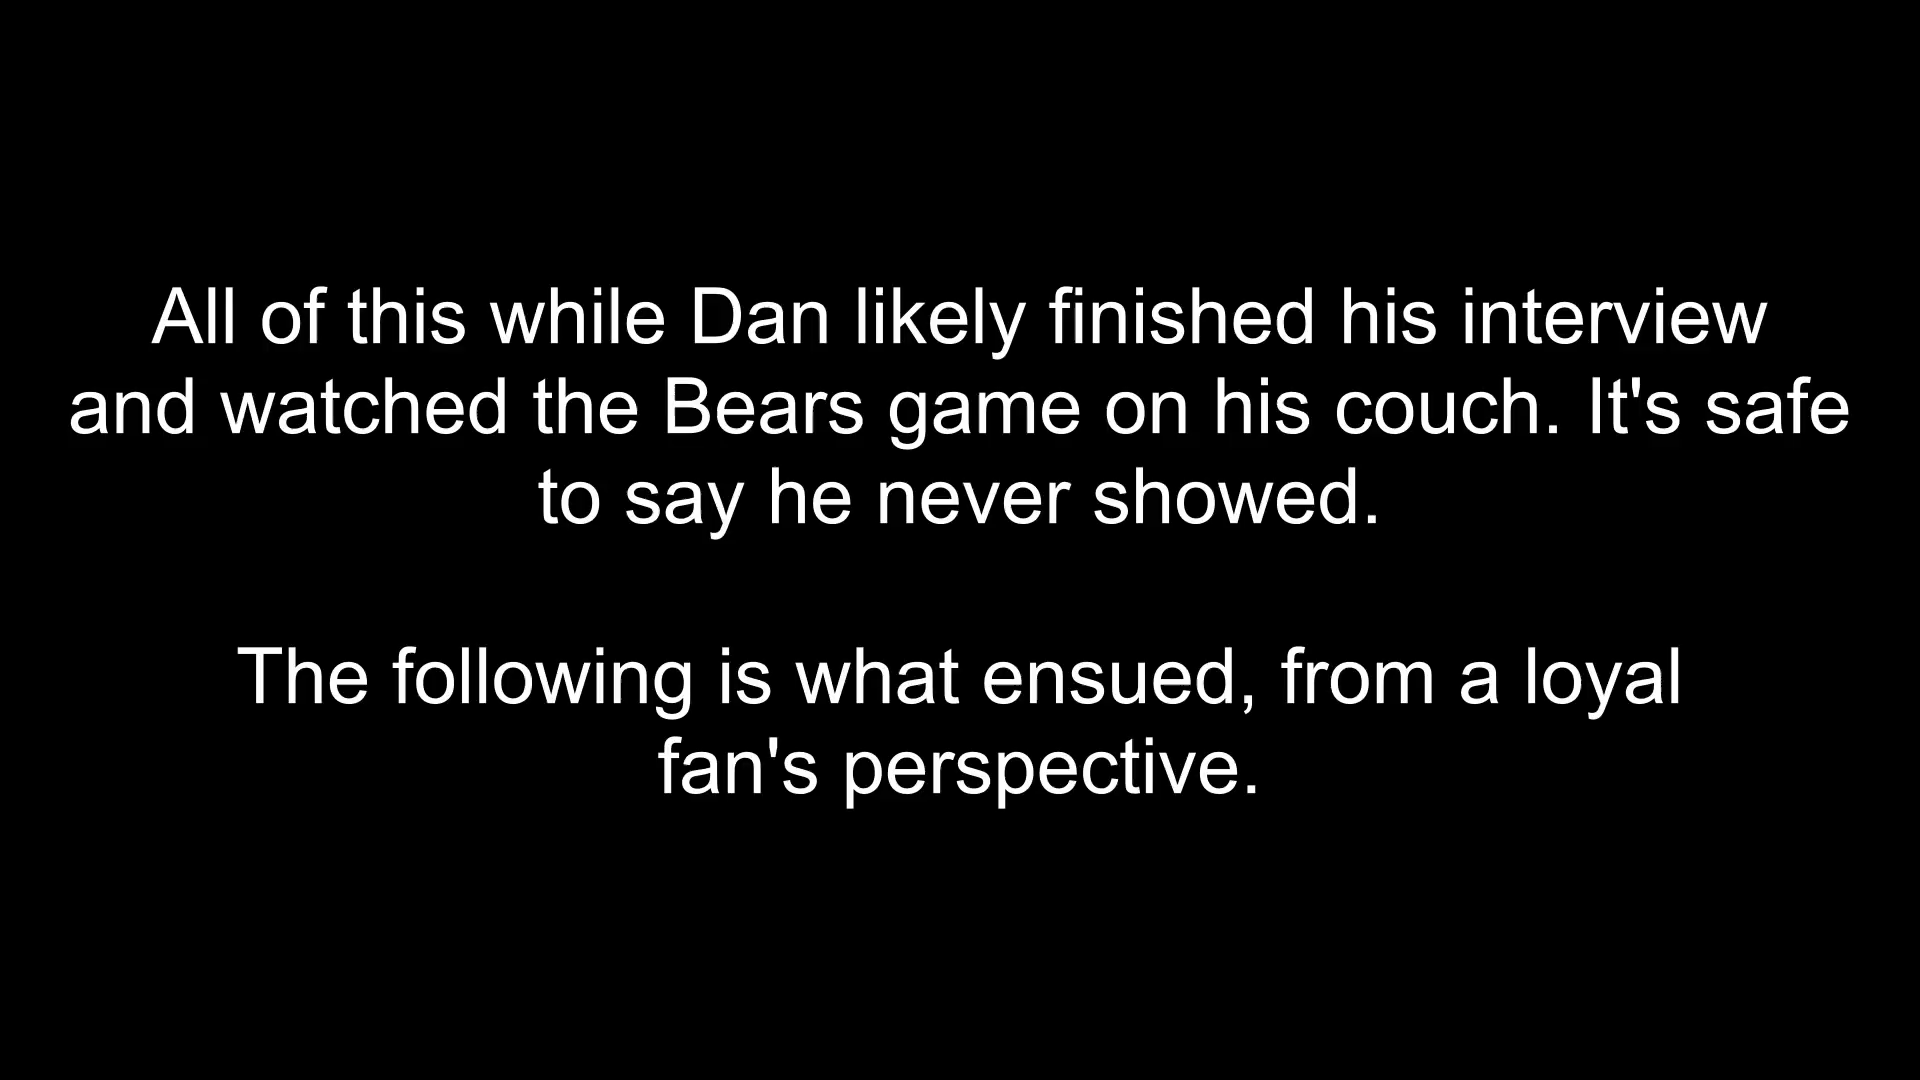 All of this while Dan likely finished his interview
and watched the Bears game on his couch. It's safe
to say he never showed.
The following is what ensued, from a loyal
fan's perspective.